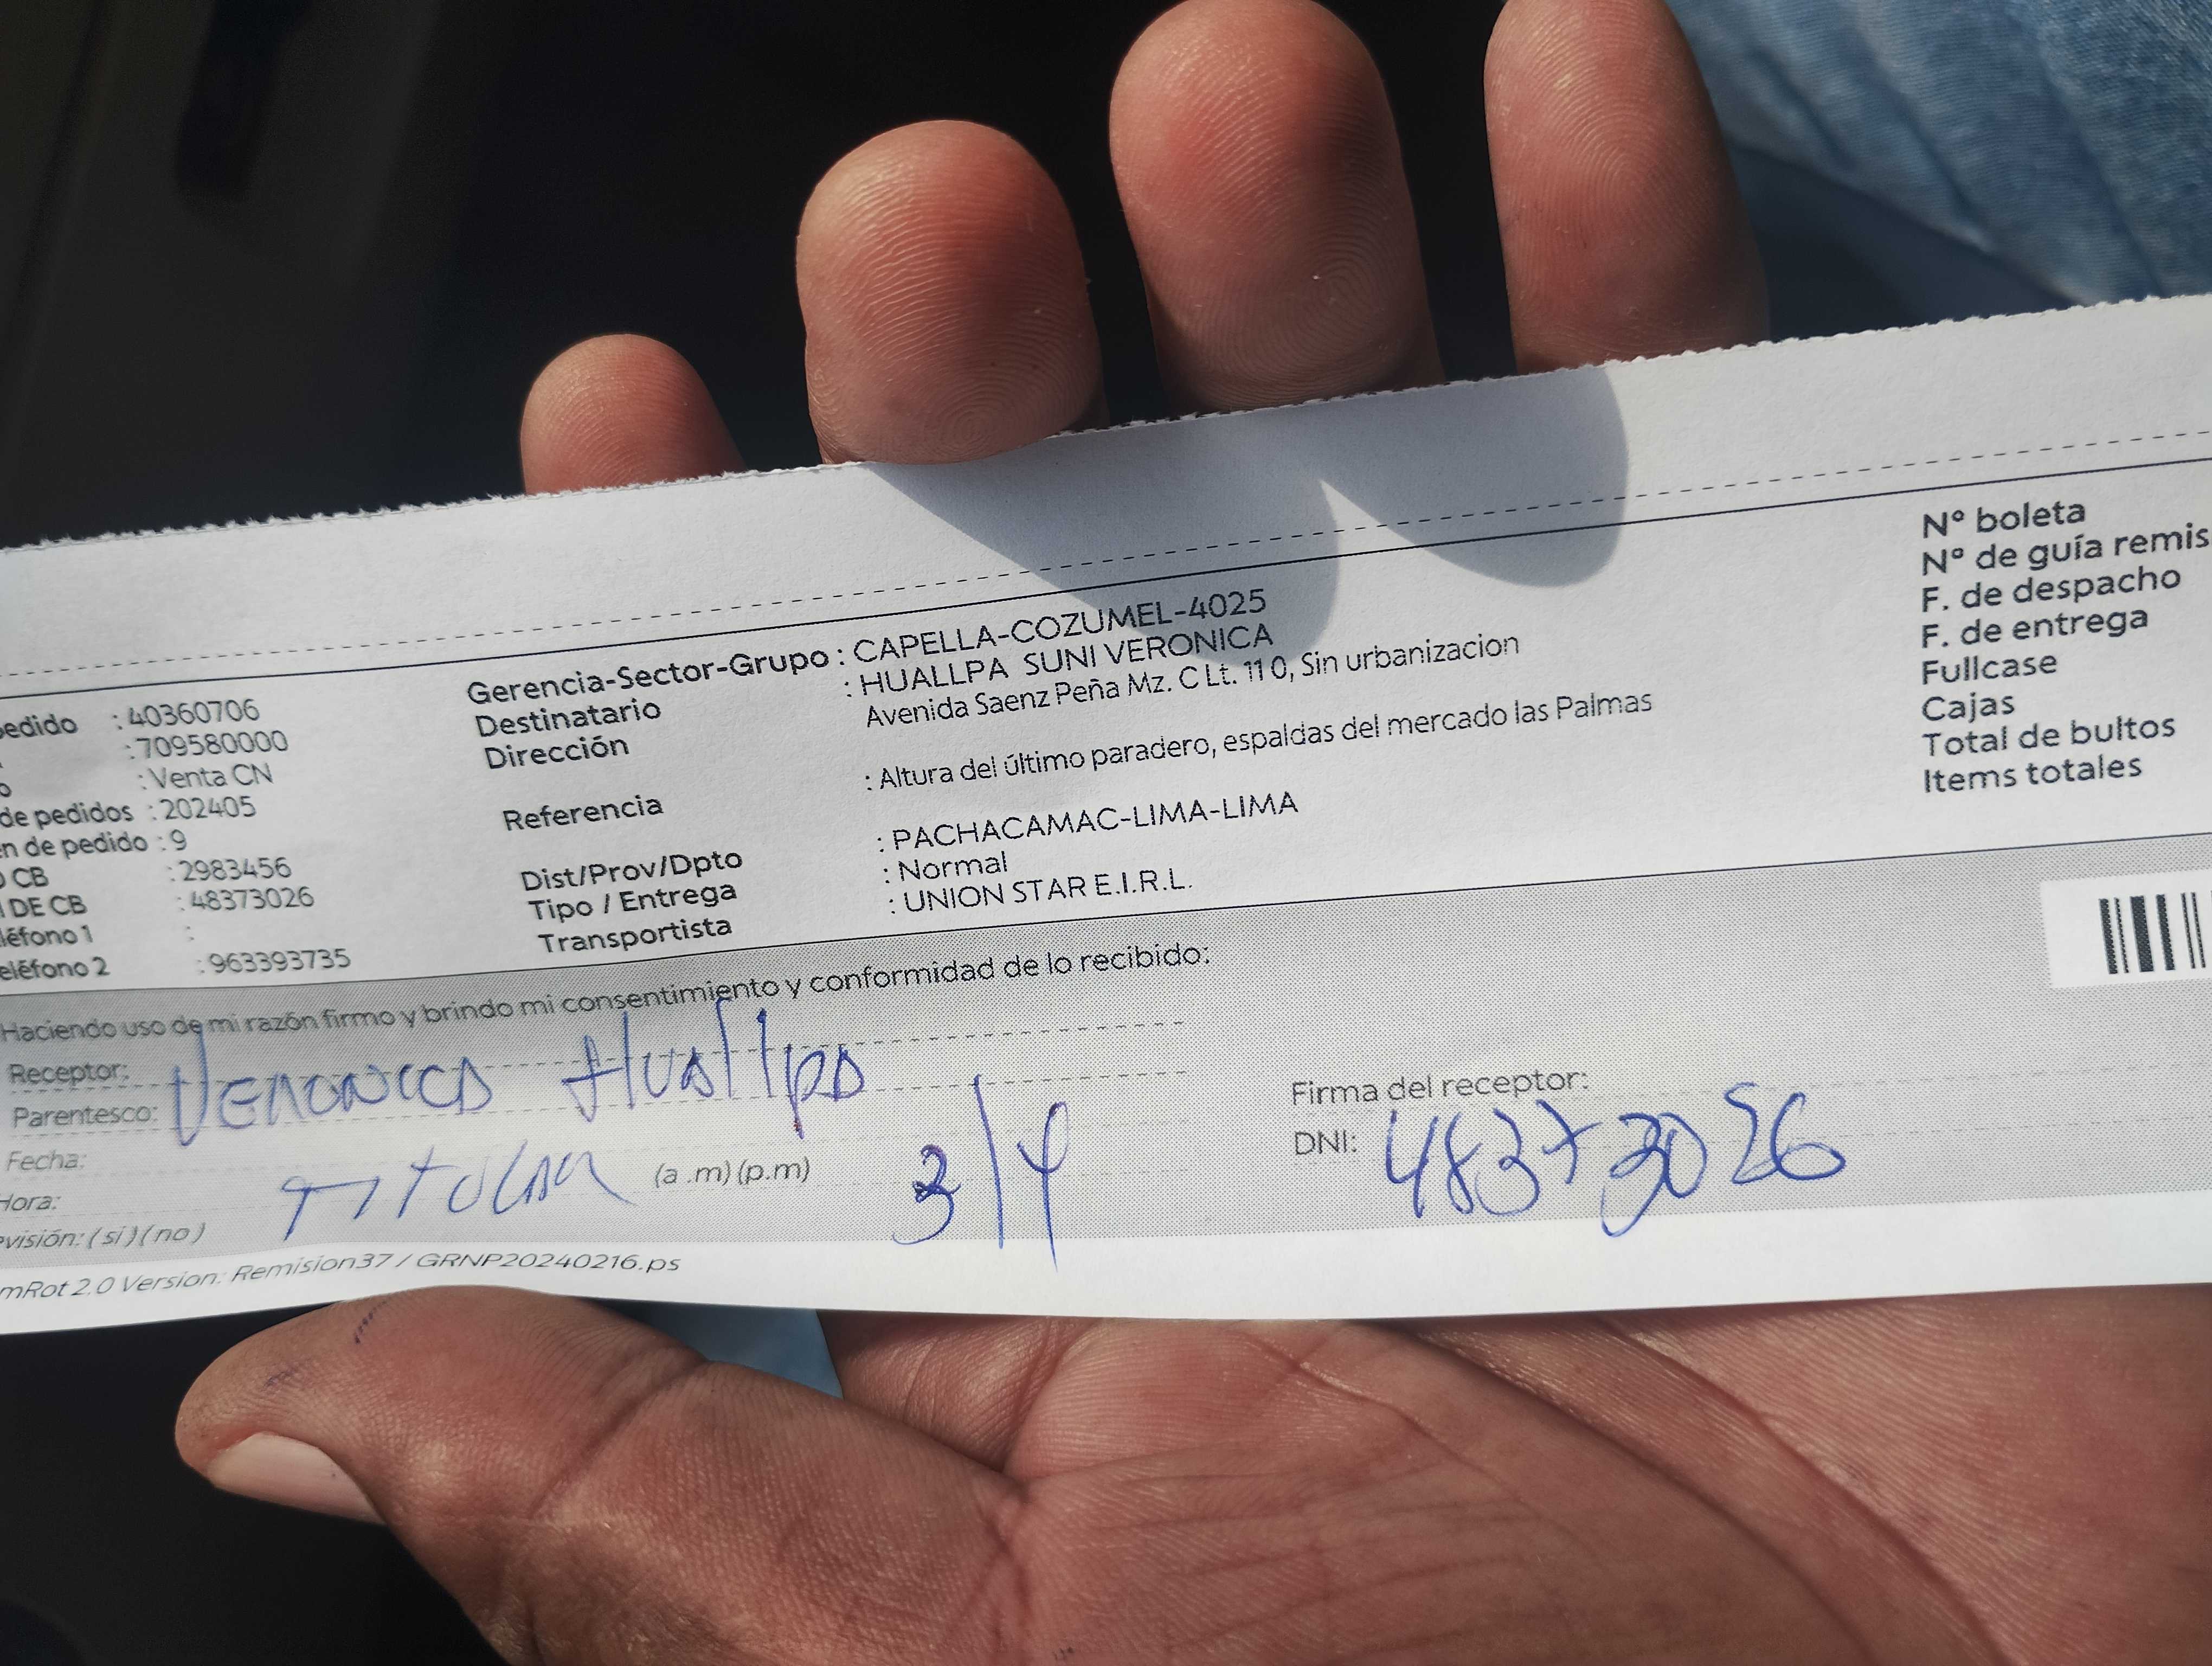 Gerencia-Sector-Grupo : CAPELLA-COZUMEL-4025
Destinatario : HUALLPA SUNI VERONICA
Dirección Avenida Saenz Peña Mz. C Lt. 11 0, Sin urbanizacion
Referencia : Altura del último paradero, espaldas del mercado las Palmas
Dist/Prov/Dpto : PACHACAMAC-LIMA-LIMA
Tipo / Entrega : Normal
Transportista : UNION STAR E.I.R.L.
pedido : 40360706
: 709580000
o : Venta CN
de pedidos : 202405
n de pedido : 9
O CB : 2983456
I DE CB : 48373026
léfono 1 :
eléfono 2 : 963393735
Nº boleta
Nº de guía remis
F. de despacho
F. de entrega
Fullcase
Cajas
Total de bultos
Items totales
Haciendo uso de mi razón firmo y brindo mi consentimiento y conformidad de lo recibido:
Receptor: Veronica Huallpa
Parentesco:
Fecha:
Hora: Titular (a .m) (p.m) 3/4
visión: ( si ) ( no )
Firma del receptor:
DNI: 48373026
mRot 2.0 Version: Remision37 / GRNP20240216.ps